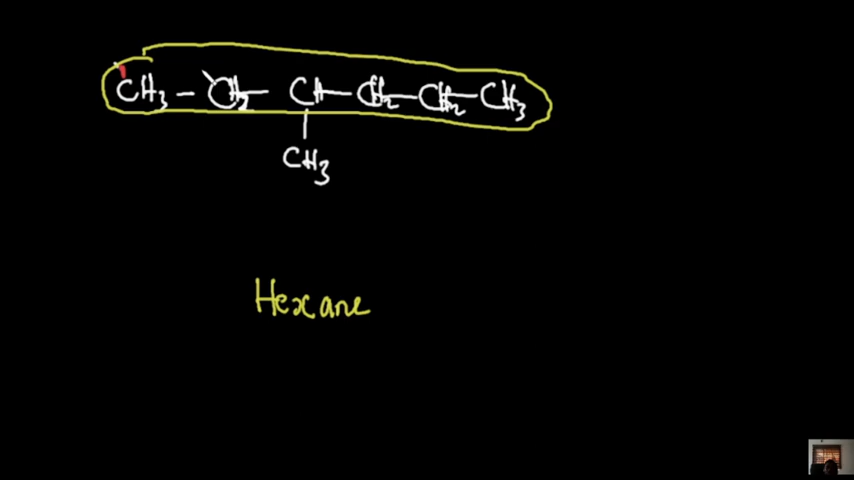 CH₃ – CH₂ – CH – CH₂ – CH₂ – CH₃
CH₃
Hexane